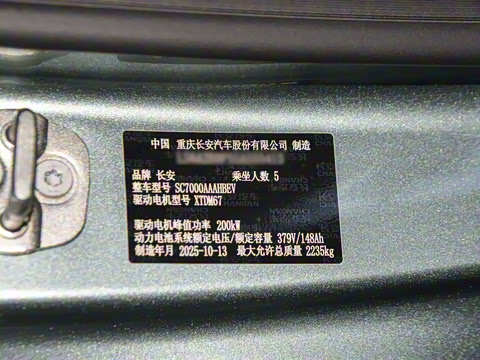 中国 重庆长安汽车股份有限公司 制造
品牌 长安 乘坐人数 5
整车型号 SC7000AAAHBEV
驱动电机型号 XTDM67
驱动电机峰值功率 200kW
动力电池系统额定电压/额定容量 379V/148Ah
制造年月 2025-10-13 最大允许总质量 2235kg